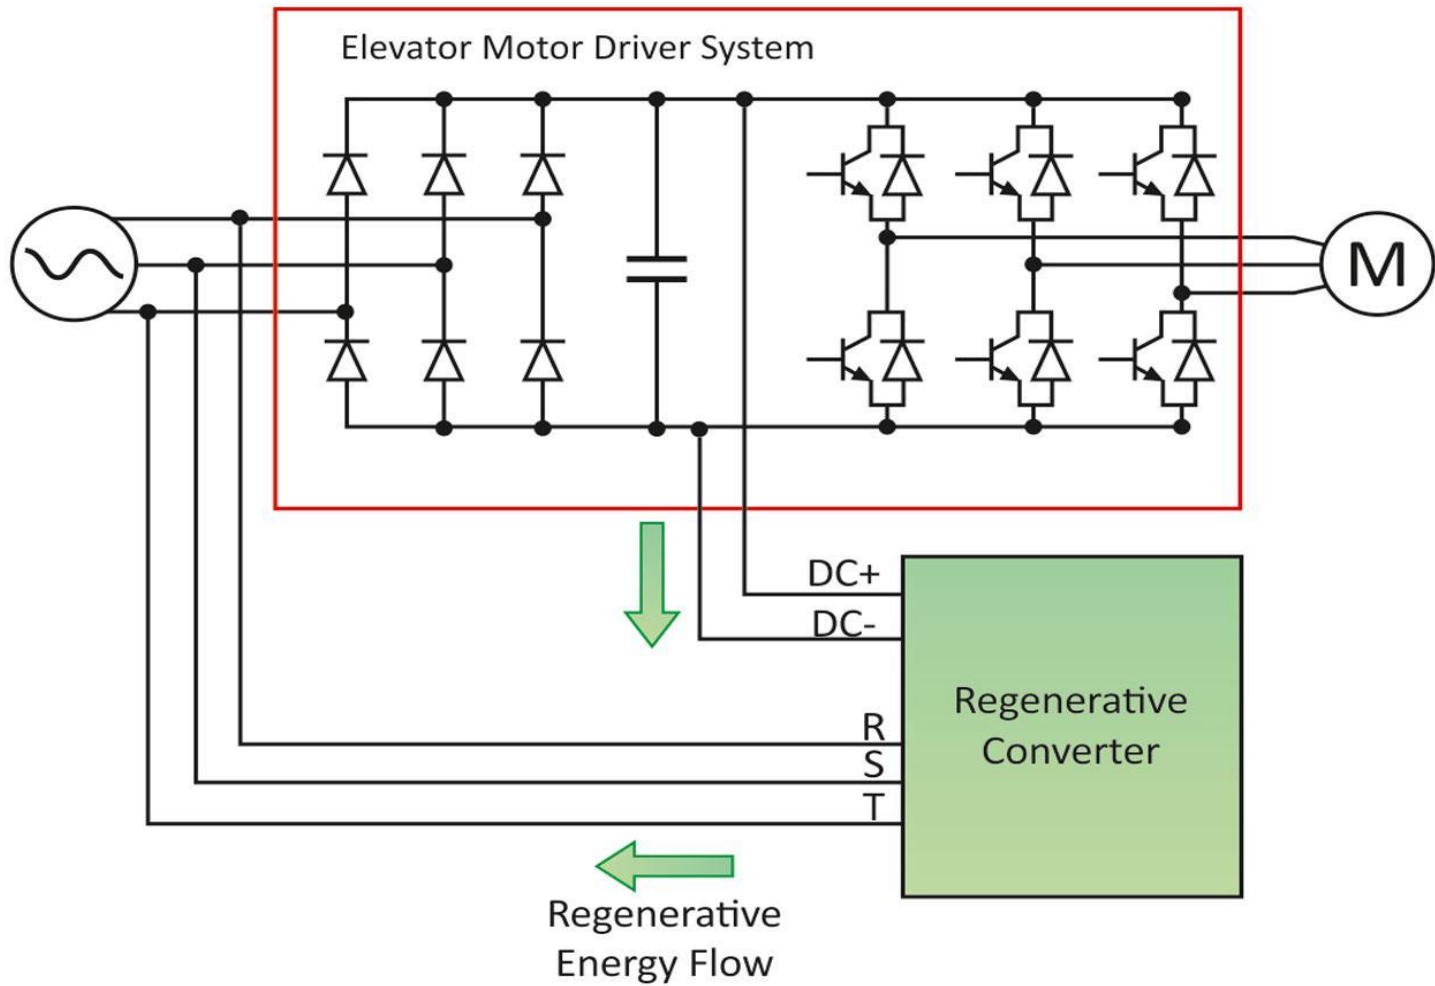 Elevator Motor Driver System
M
DC+
DC-
R
S
T
Regenerative
Converter
Regenerative
Energy Flow